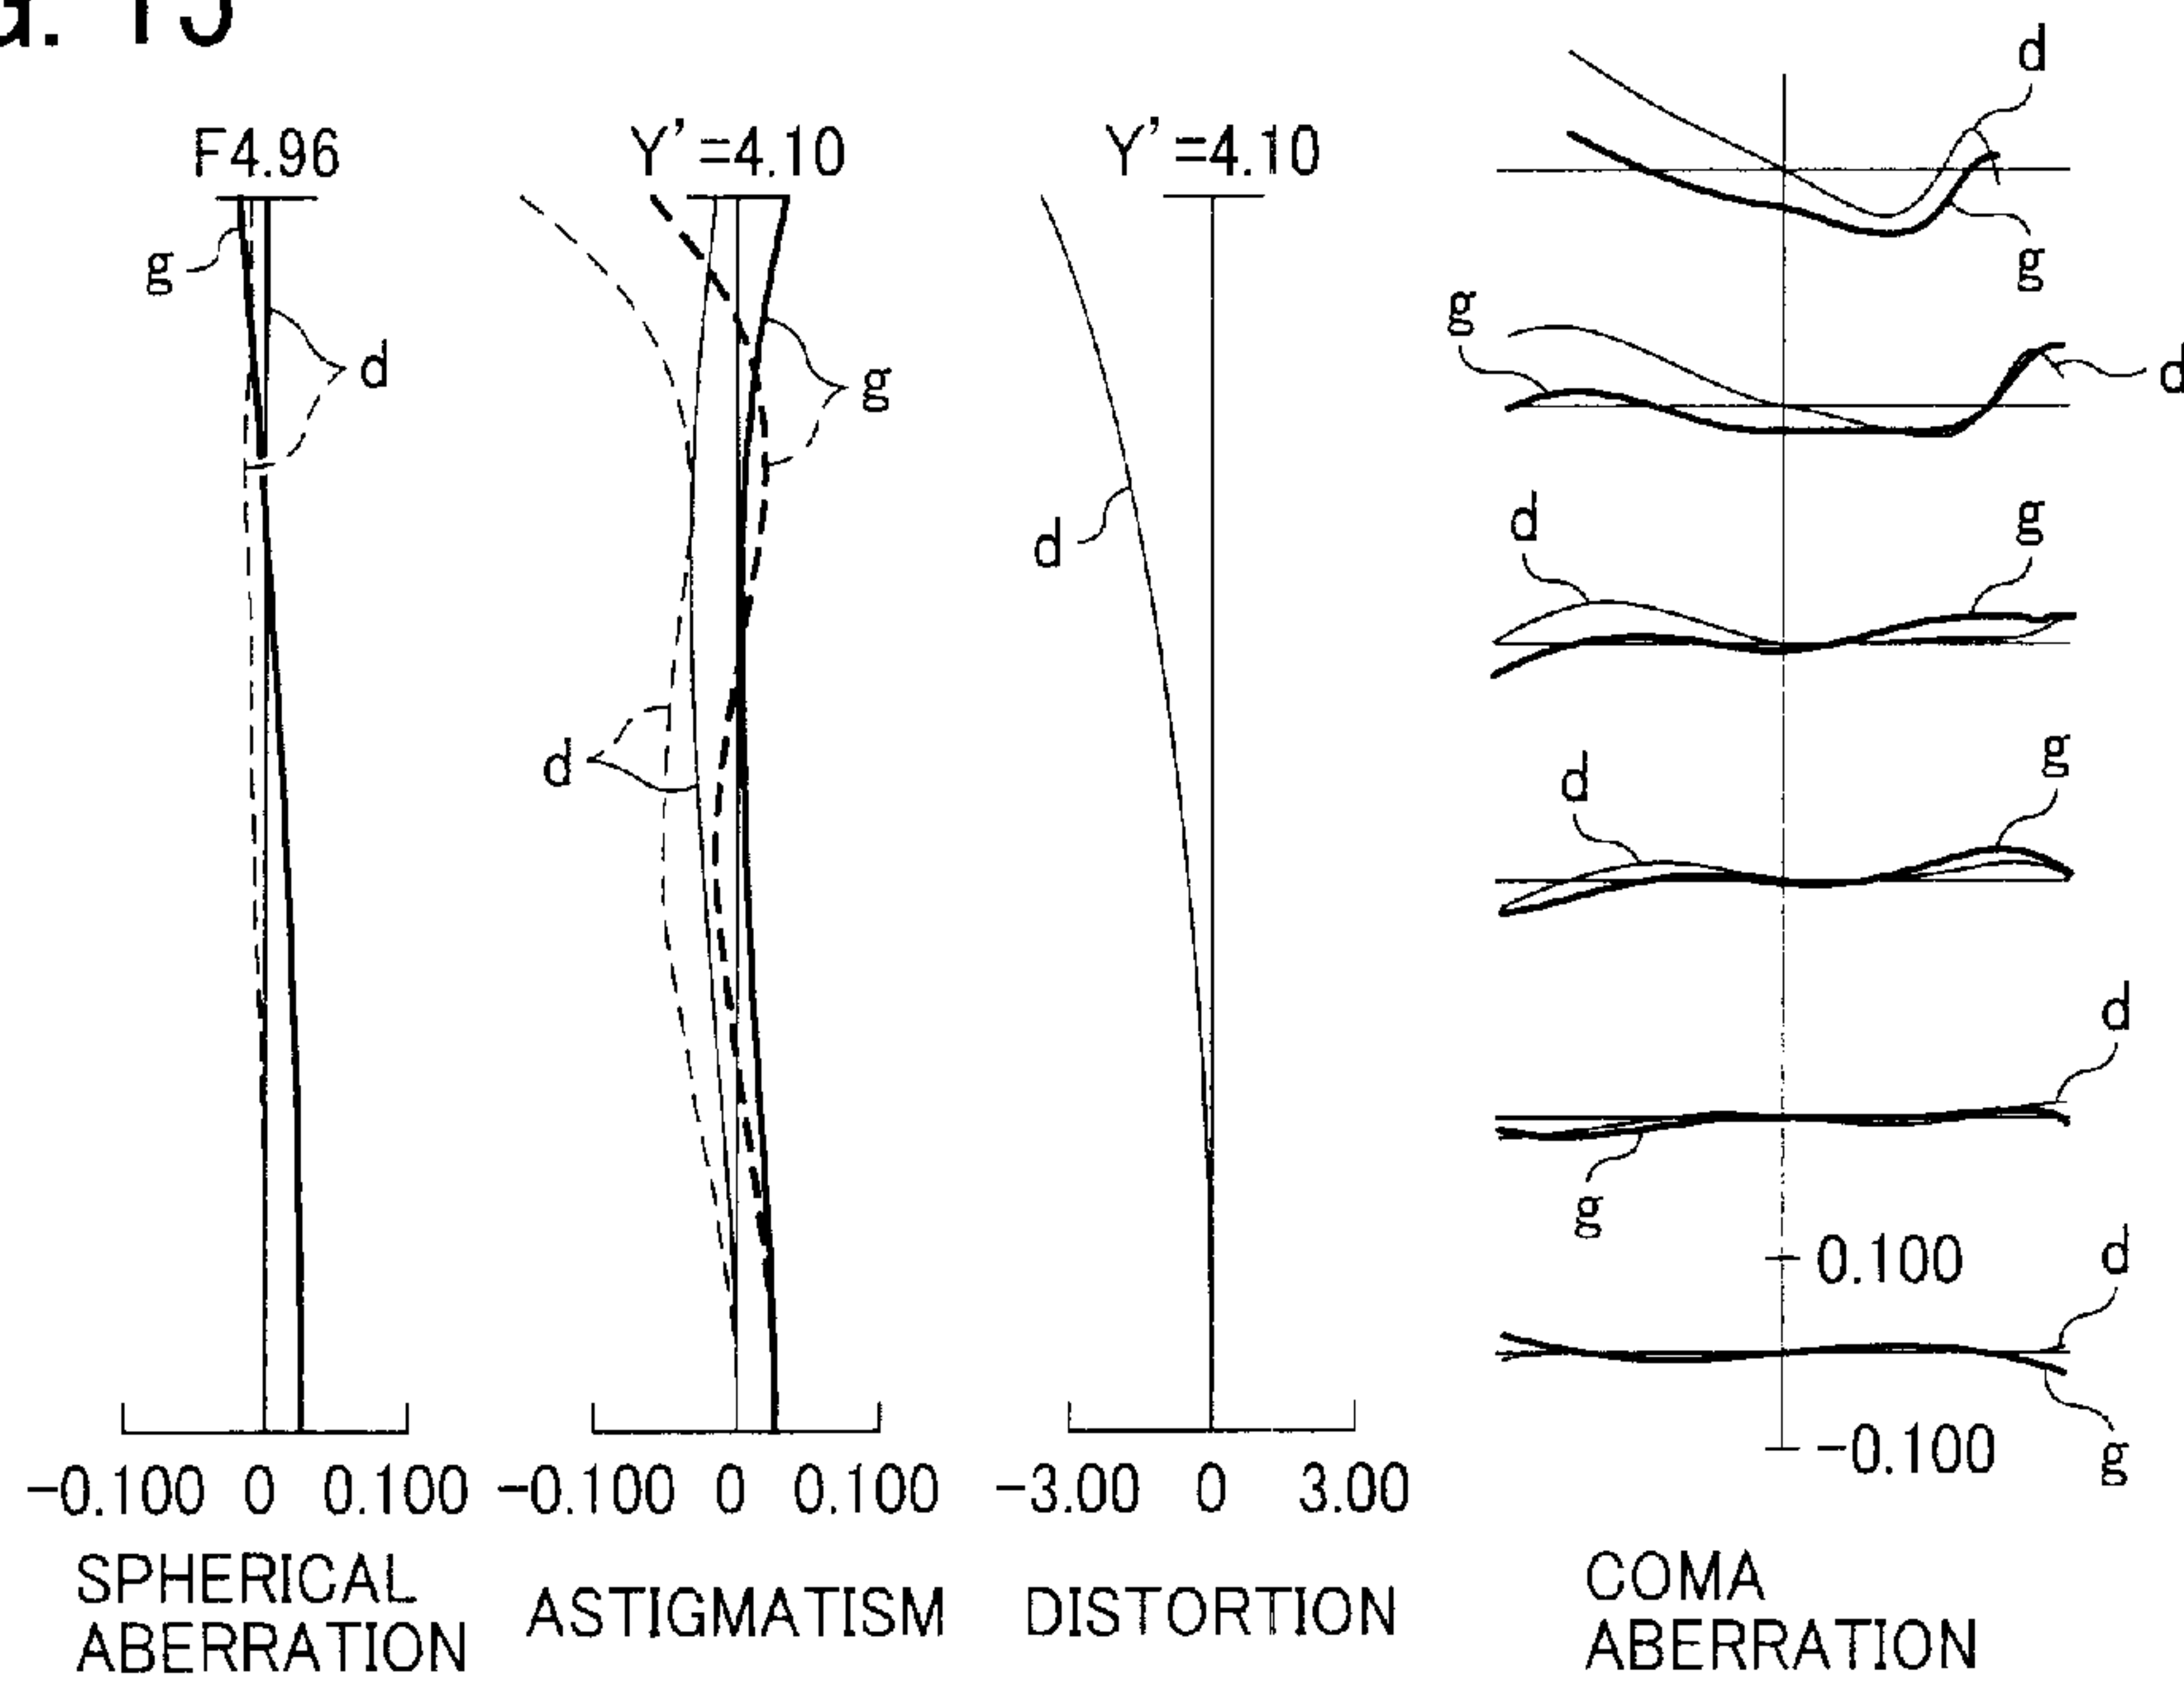 G. 15
F4.96
g
d
-0.100 0 0.100
SPHERICAL
ABERRATION
Y'=4.10
g
d
-0.100 0 0.100
ASTIGMATISM
Y'=4.10
d
-3.00 0 3.00
DISTORTION
d
g
g
d
d
g
d
g
d
g
0.100
d
-0.100
g
COMA
ABERRATION